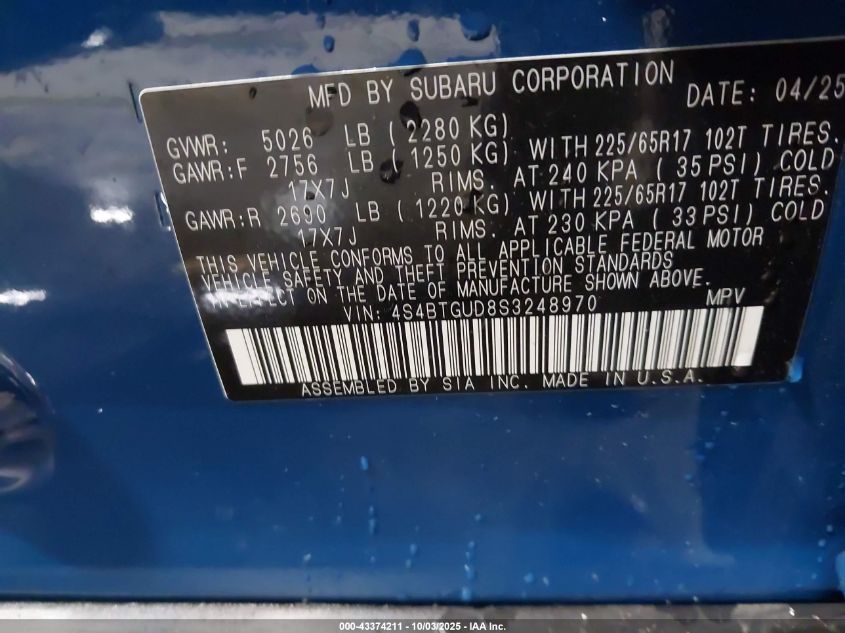 MFD BY SUBARU CORPORATION DATE: 04/25
GVWR: 5026 LB (2280 KG)
GAWR:F 2756 LB (1250 KG) WITH 225/65R17 102T TIRES.
17X7J RIMS. AT 240 KPA (35 PSI) COLD
GAWR:R 2690 LB (1220 KG) WITH 225/65R17 102T TIRES.
17X7J RIMS. AT 230 KPA (33 PSI) COLD
THIS VEHICLE CONFORMS TO ALL APPLICABLE FEDERAL MOTOR
VEHICLE SAFETY AND THEFT PREVENTION STANDARDS
IN EFFECT ON THE DATE OF MANUFACTURE SHOWN ABOVE.
VIN: 4S4BTGUD8S3248970 MPV
ASSEMBLED BY SIA INC. MADE IN U.S.A.
000-43374211 - 10/03/2025 - IAA Inc.